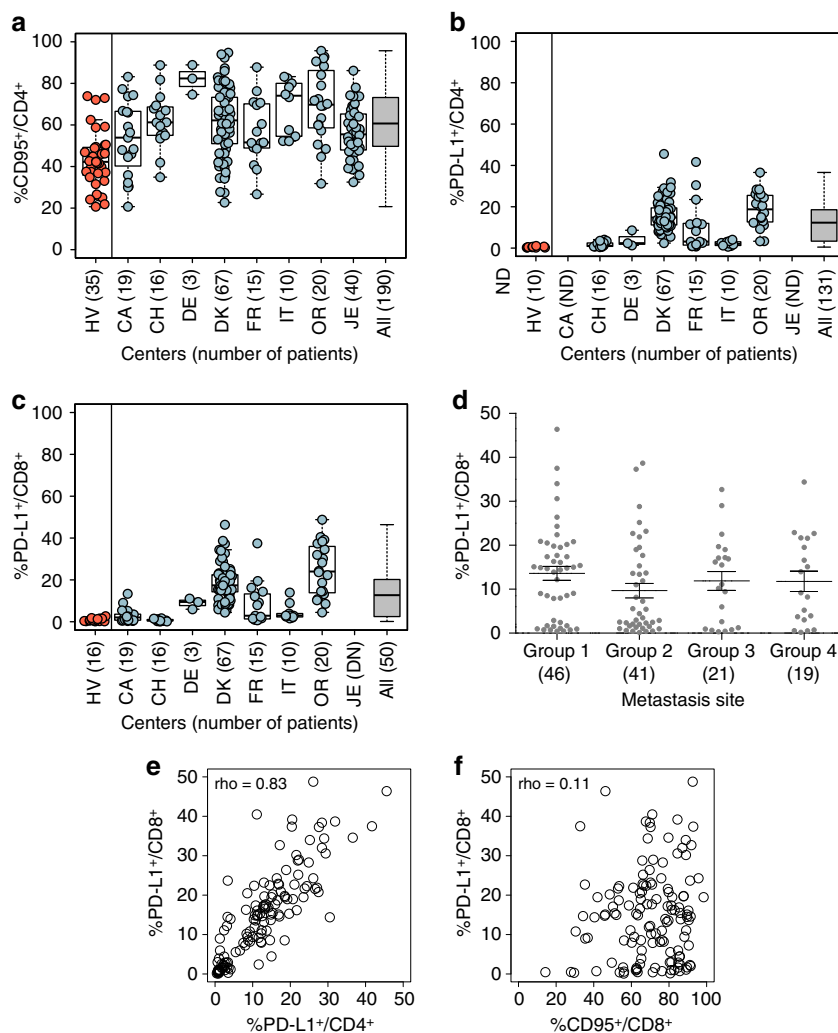 a
100
80
60
40
20
0
%CD95+/CD4+
HV (35)
CA (19)
CH (16)
DE (3)
DK (67)
FR (15)
IT (10)
OR (20)
JE (40)
All (190)
Centers (number of patients)
b
100
80
60
40
20
0
%PD-L1+/CD4+
ND
HV (10)
CA (ND)
CH (16)
DE (3)
DK (67)
FR (15)
IT (10)
OR (20)
JE (ND)
All (131)
Centers (number of patients)
c
100
80
60
40
20
0
%PD-L1+/CD8+
HV (16)
CA (19)
CH (16)
DE (3)
DK (67)
FR (15)
IT (10)
OR (20)
JE (DN)
All (50)
Centers (number of patients)
d
50
40
30
20
10
0
%PD-L1+/CD8+
Group 1 Group 2 Group 3 Group 4
(46) (41) (21) (19)
Metastasis site
e
rho = 0.83
50
40
30
20
10
0
%PD-L1+/CD8+
0 10 20 30 40 50
%PD-L1+/CD4+
f
rho = 0.11
50
40
30
20
10
0
%PD-L1+/CD8+
0 20 40 60 80 100
%CD95+/CD8+